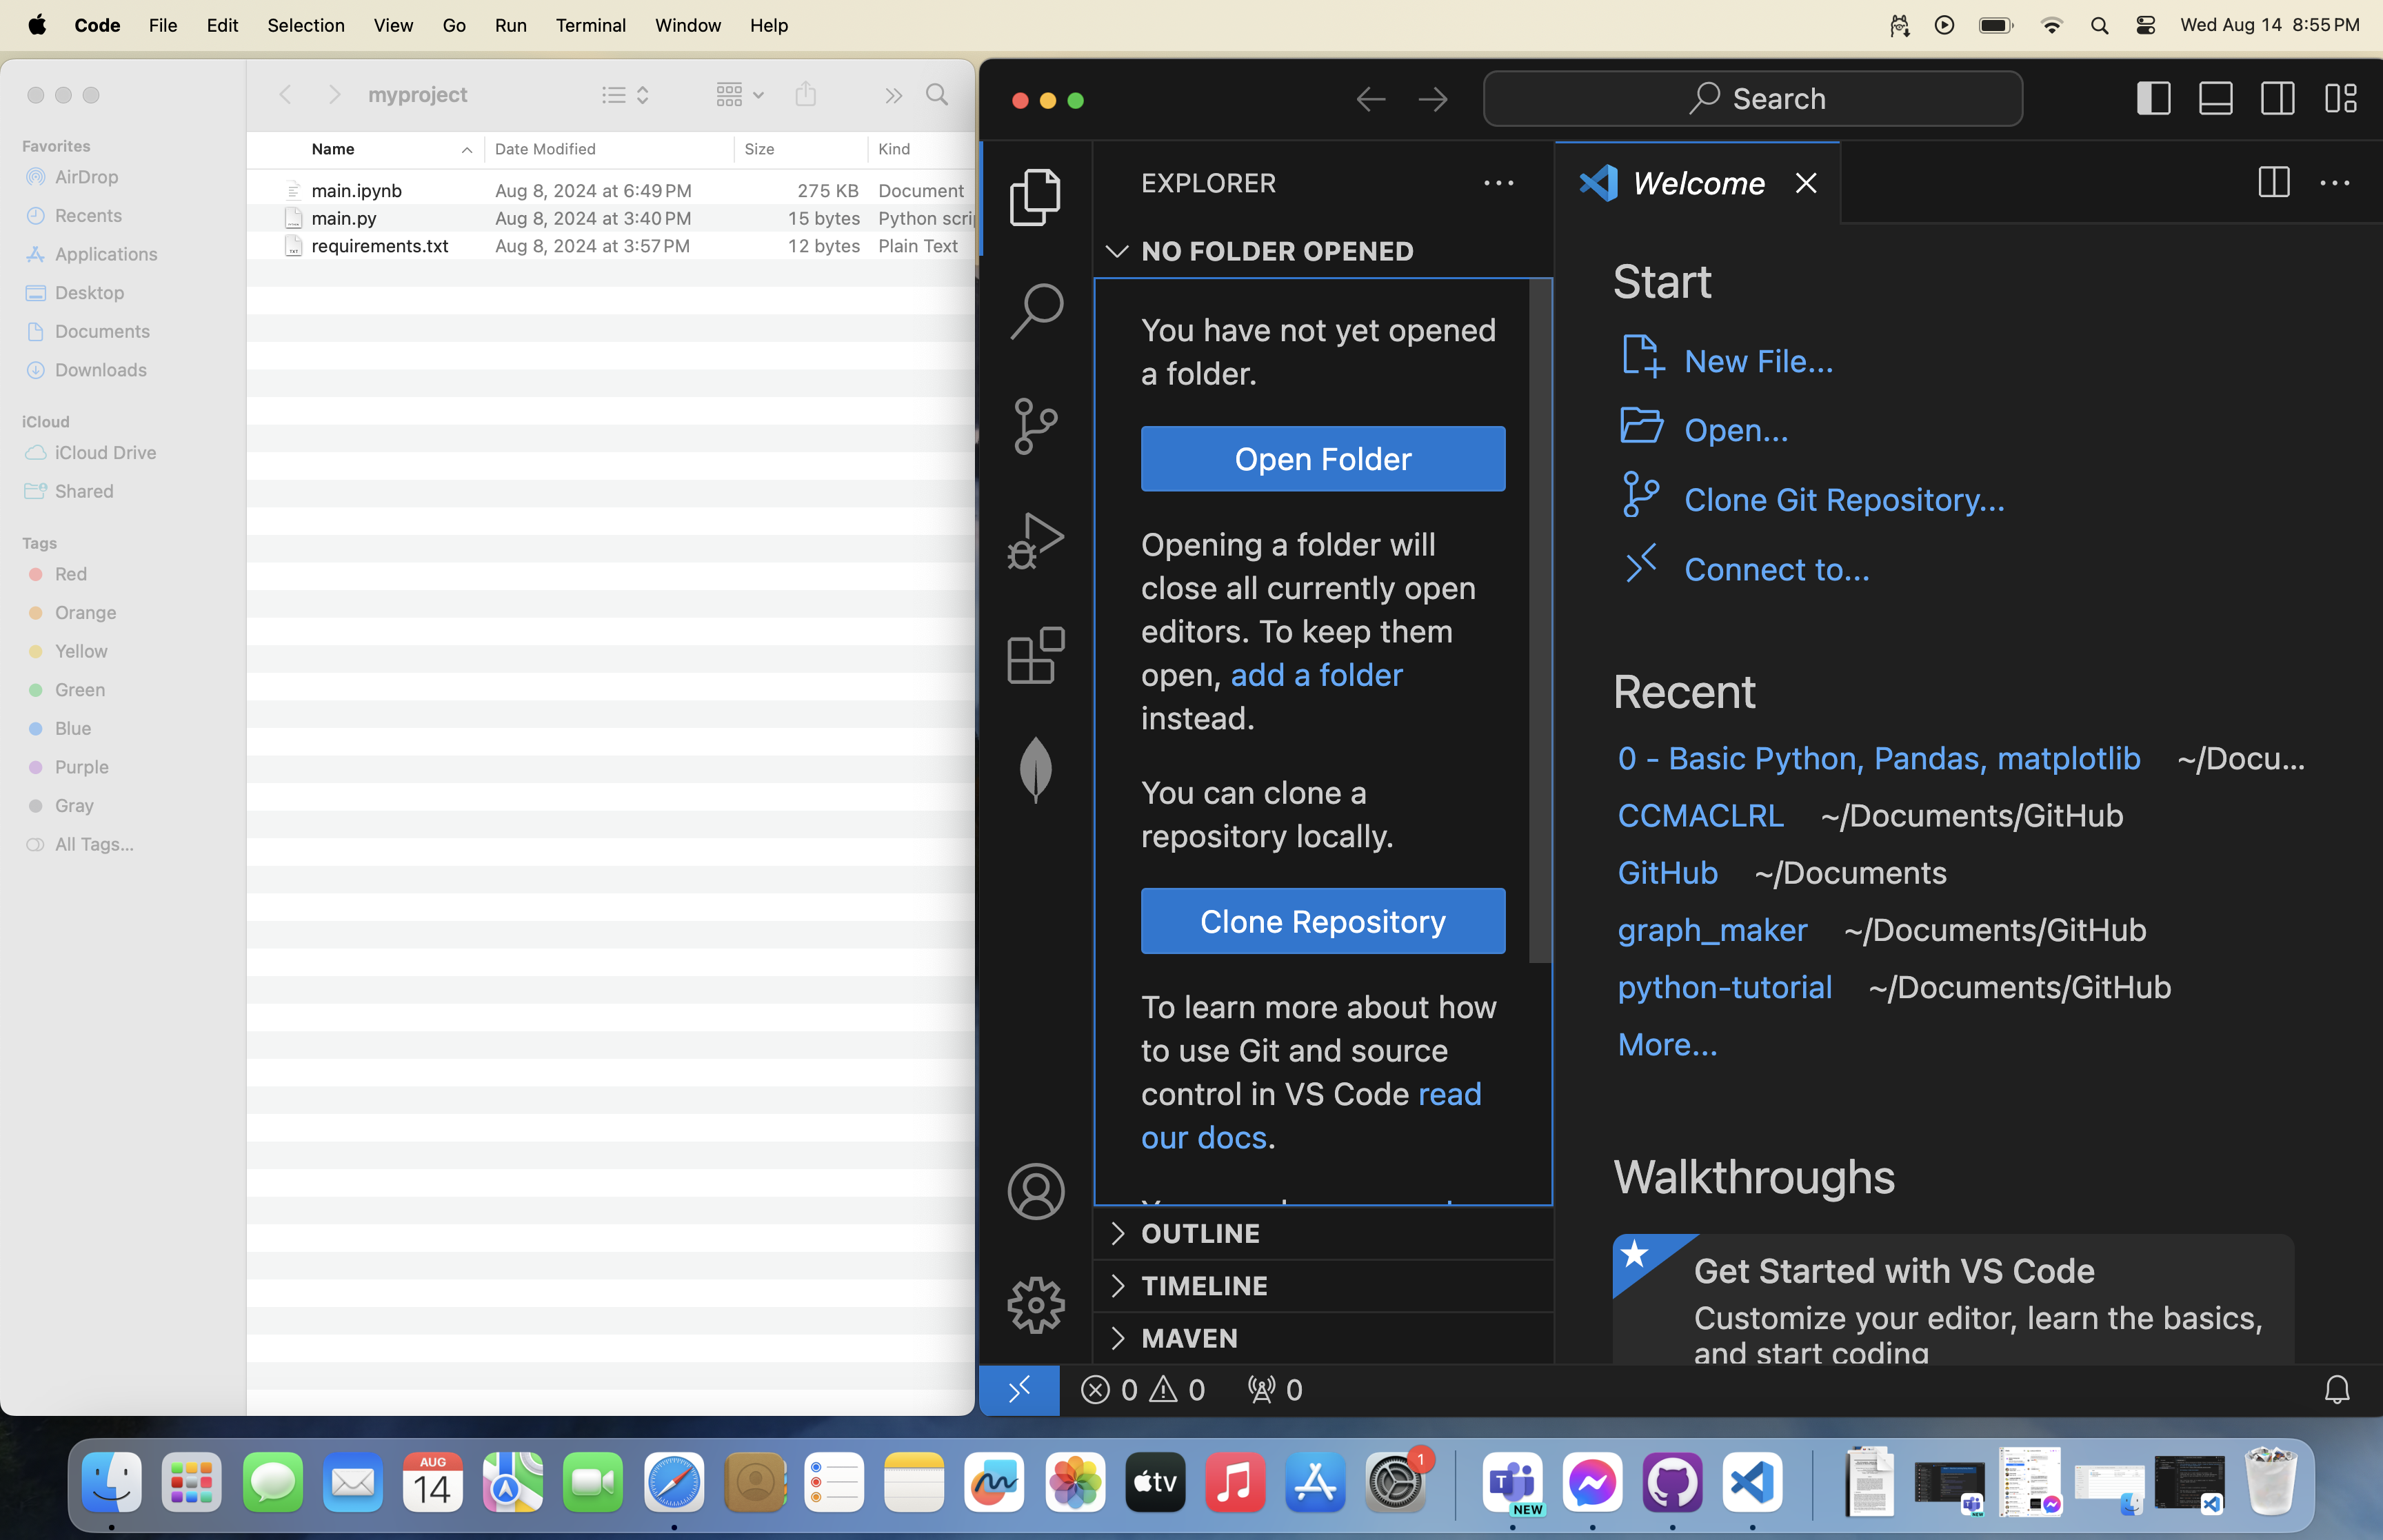 Code File Edit Selection View Go Run Terminal Window Help Wed Aug 14 8:55 PM
myproject
Favorites
AirDrop
Recents
Applications
Desktop
Documents
Downloads
iCloud
iCloud Drive
Shared
Tags
Red
Orange
Yellow
Green
Blue
Purple
Gray
All Tags...
Name Date Modified Size Kind
main.ipynb Aug 8, 2024 at 6:49 PM 275 KB Document
main.py Aug 8, 2024 at 3:40 PM 15 bytes Python scri
requirements.txt Aug 8, 2024 at 3:57 PM 12 bytes Plain Text
Search
EXPLORER
NO FOLDER OPENED
You have not yet opened
a folder.
Open Folder
Opening a folder will
close all currently open
editors. To keep them
open, add a folder
instead.
You can clone a
repository locally.
Clone Repository
To learn more about how
to use Git and source
control in VS Code read
our docs.
OUTLINE
TIMELINE
MAVEN
Welcome
Start
New File...
Open...
Clone Git Repository...
Connect to...
Recent
0 - Basic Python, Pandas, matplotlib ~/Docu...
CCMACLRL ~/Documents/GitHub
GitHub ~/Documents
graph_maker ~/Documents/GitHub
python-tutorial ~/Documents/GitHub
More...
Walkthroughs
Get Started with VS Code
Customize your editor, learn the basics,
and start coding
0 0 0
AUG
14
tv
1
T
NEW